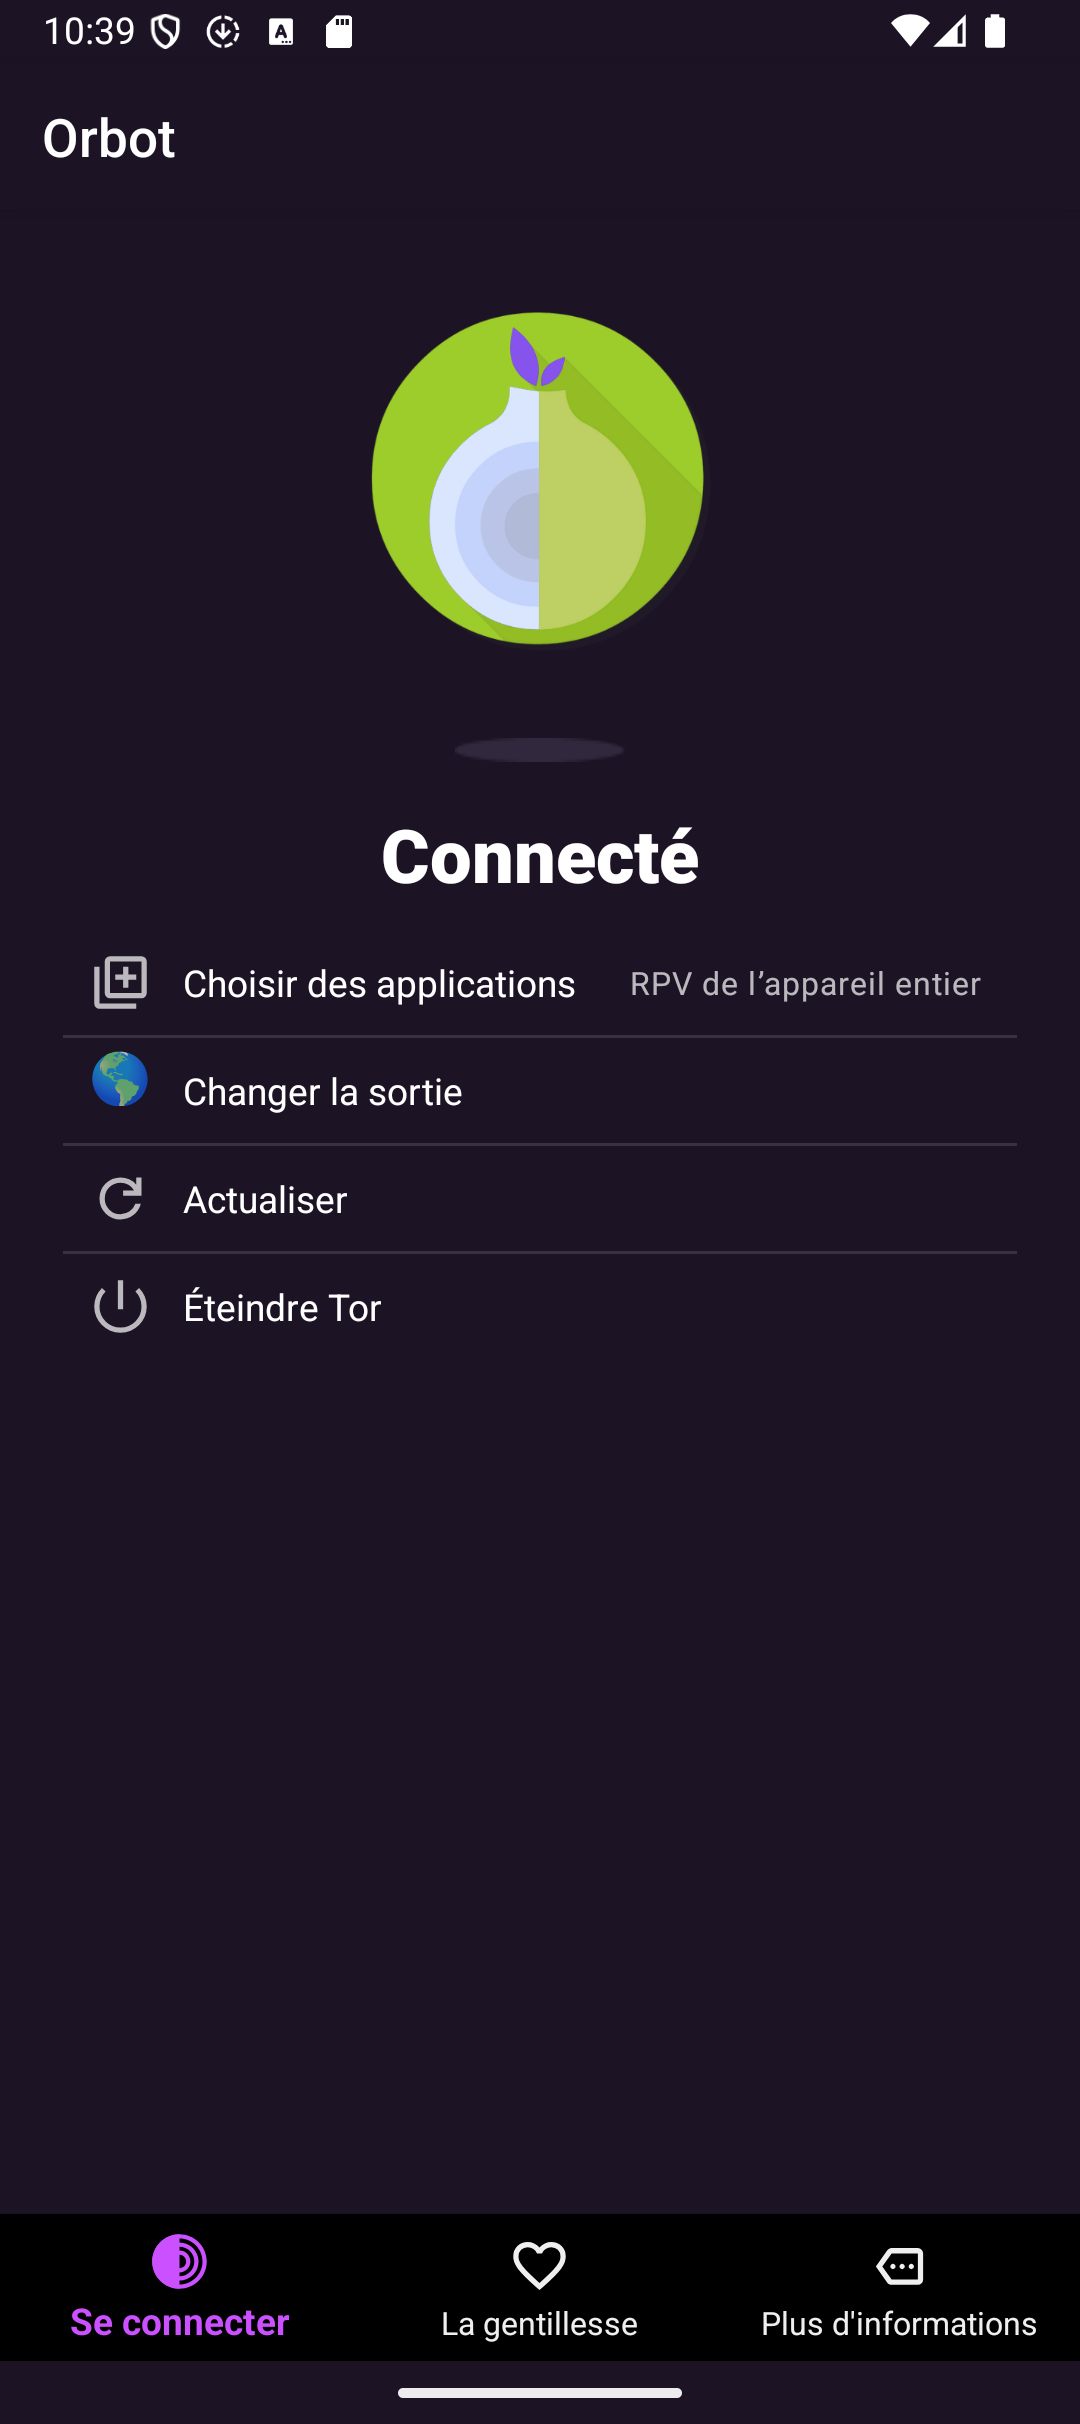 10:39
Orbot
Connecté
Choisir des applications RPV de l’appareil entier
Changer la sortie
Actualiser
Éteindre Tor
Se connecter La gentillesse Plus d'informations